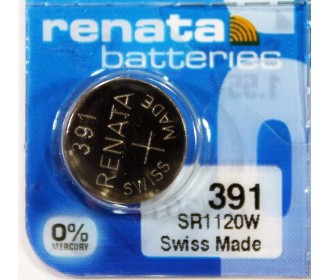 renata
batteries
391
RENATA
+
SWISS MADE
0%
MERCURY
391
SR1120W
Swiss Made